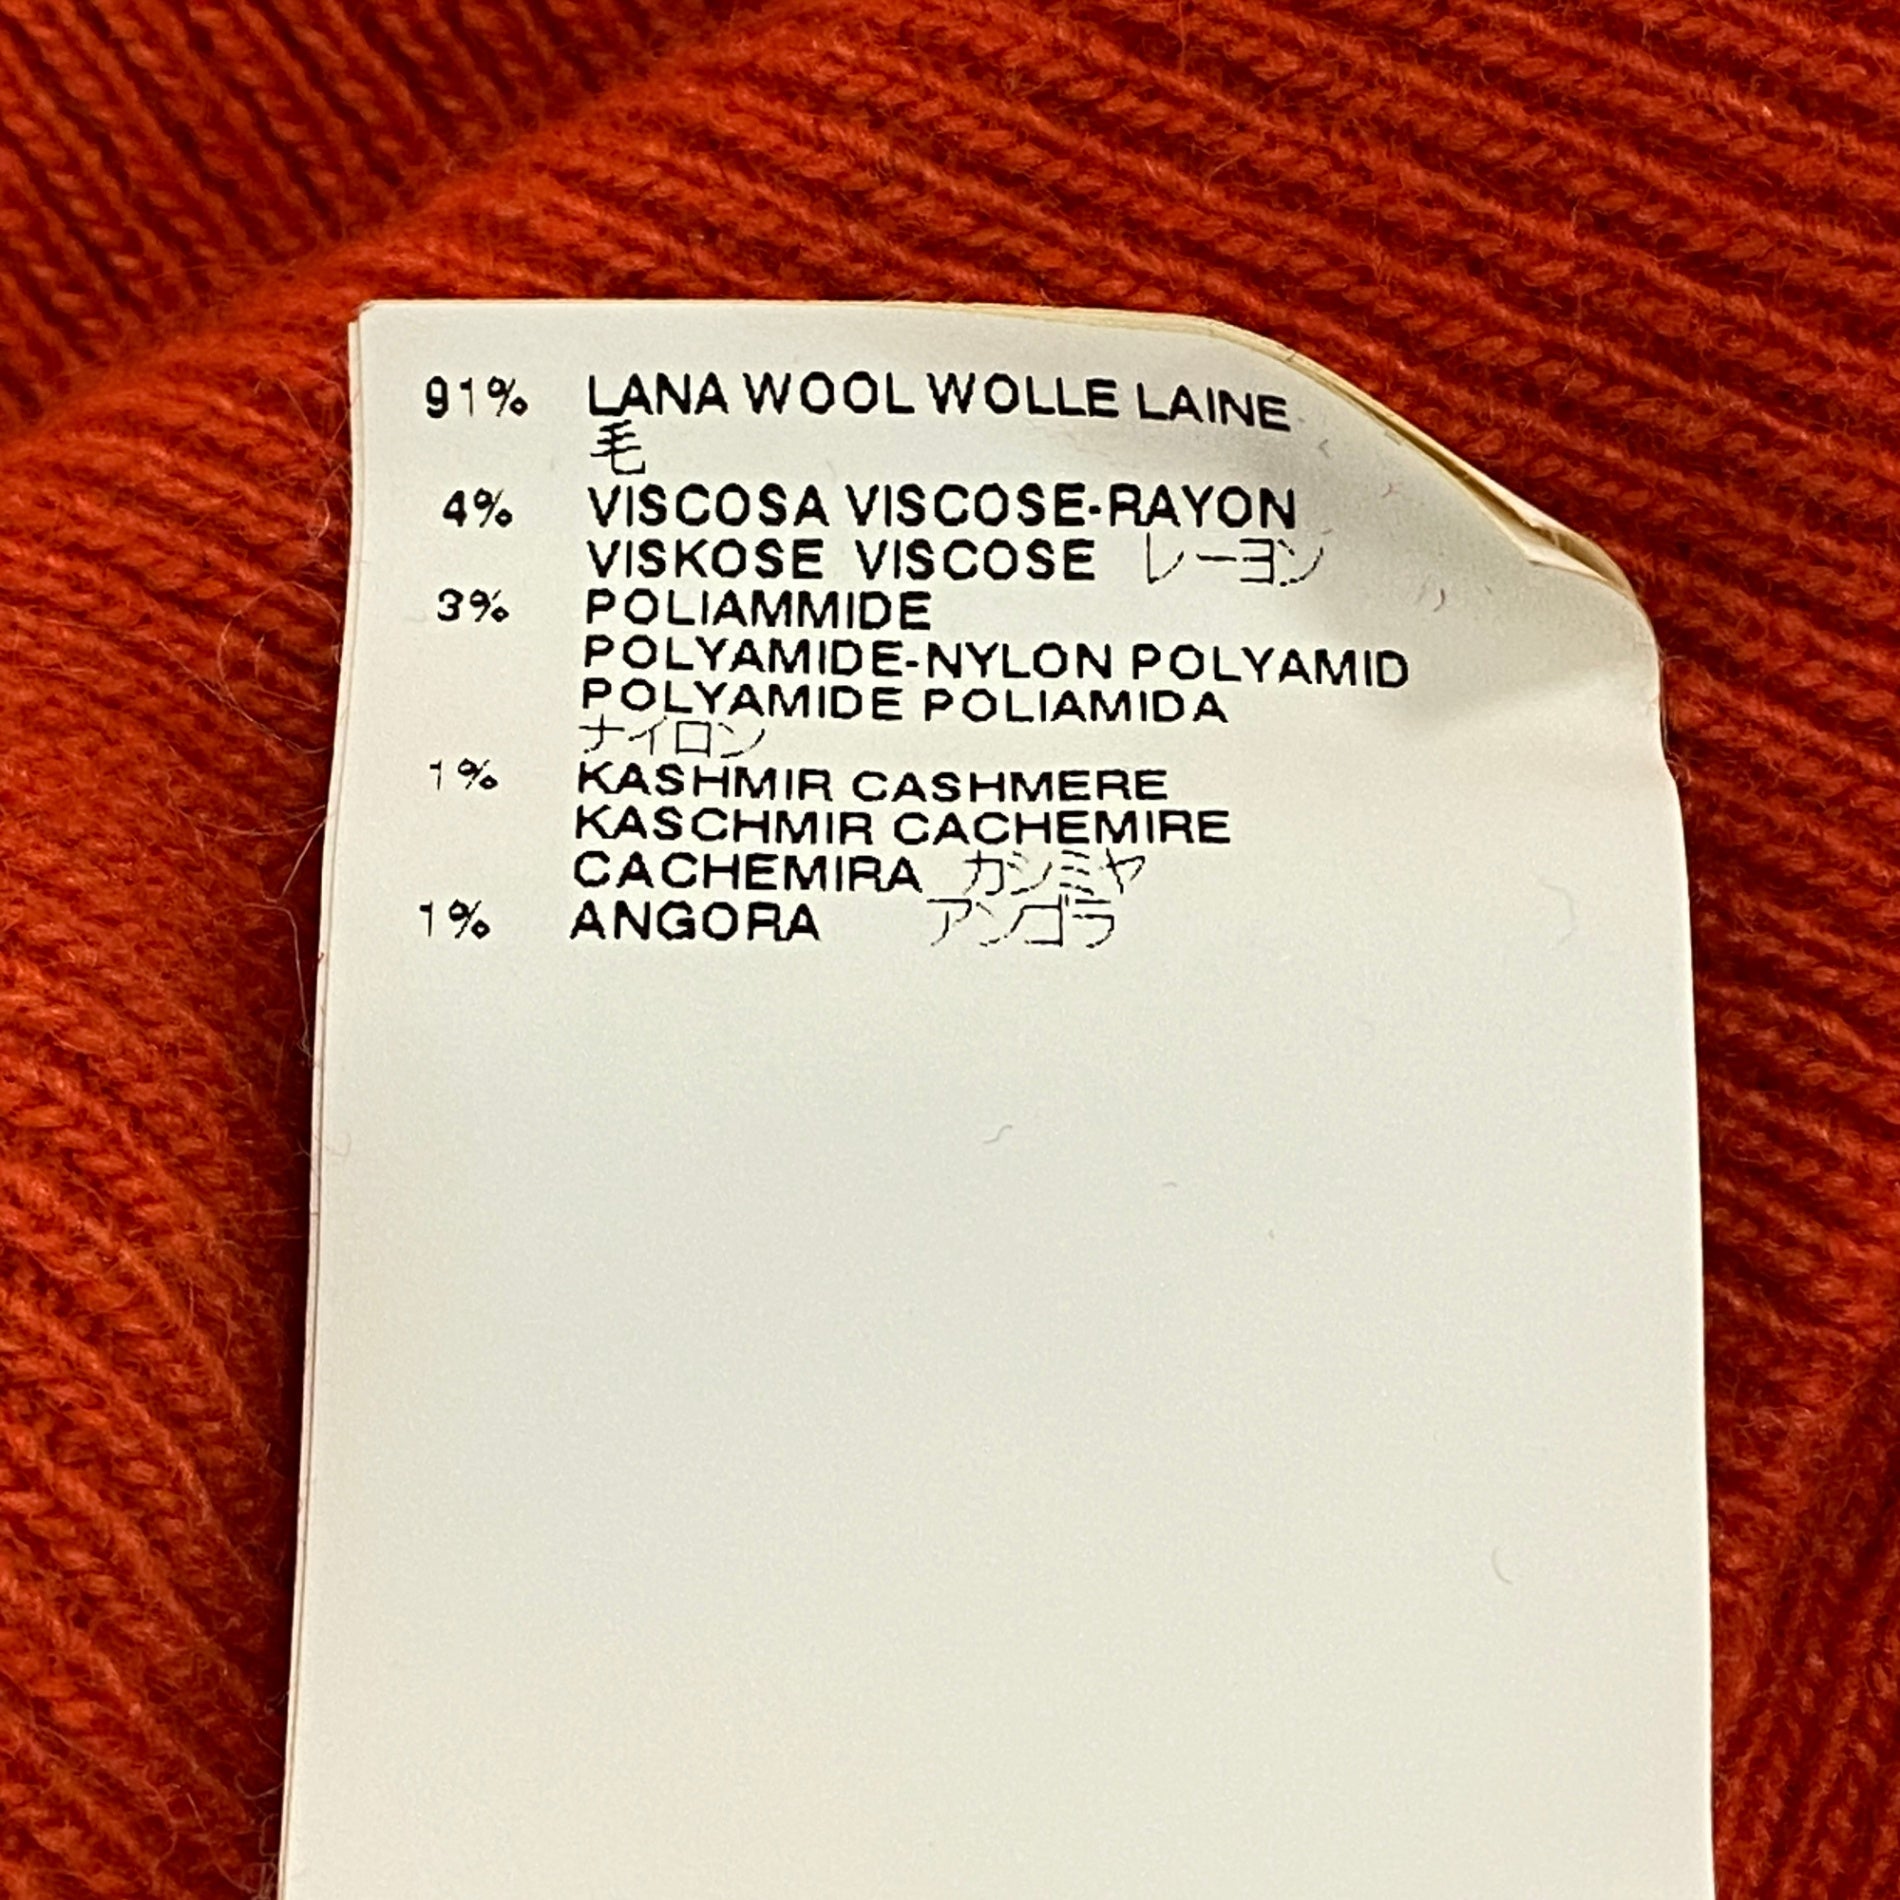 91% LANA WOOL WOLLE LAINE
毛
4% VISCOSA VISCOSE-RAYON
VISKOSE VISCOSE レーヨン
3% POLIAMMIDE
POLYAMIDE-NYLON POLYAMID
POLYAMIDE POLIAMIDA
ナイロン
1% KASHMIR CASHMERE
KASCHMIR CACHEMIRE
CACHEMIRA カシミヤ
1% ANGORA アンゴラ